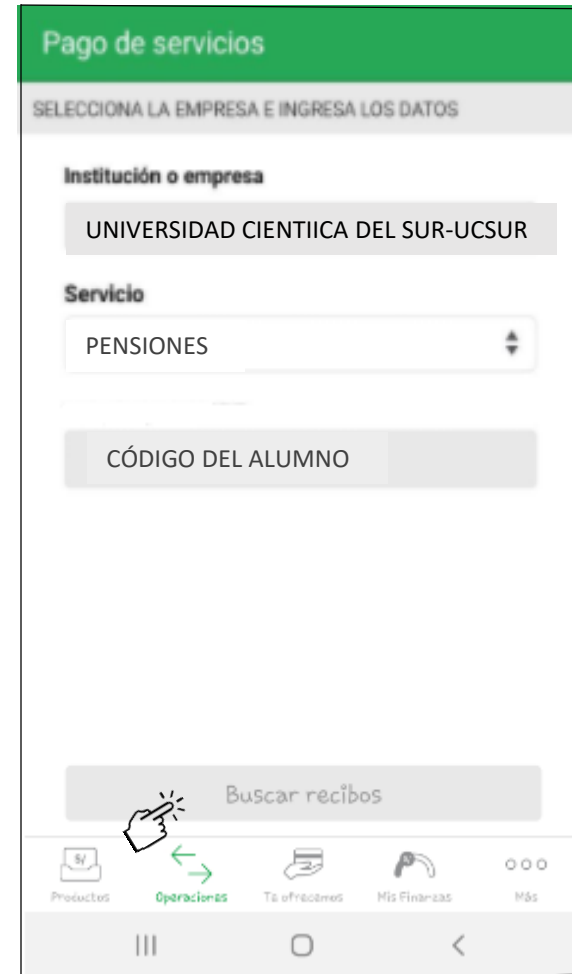 Pago de servicios
SELECCIONA LA EMPRESA E INGRESA LOS DATOS
Institución o empresa
UNIVERSIDAD CIENTIICA DEL SUR-UCSUR
Servicio
PENSIONES
CÓDIGO DEL ALUMNO
Buscar recibos
S/
Productos Operaciones Te ofrecemos Mis Finanzas Más